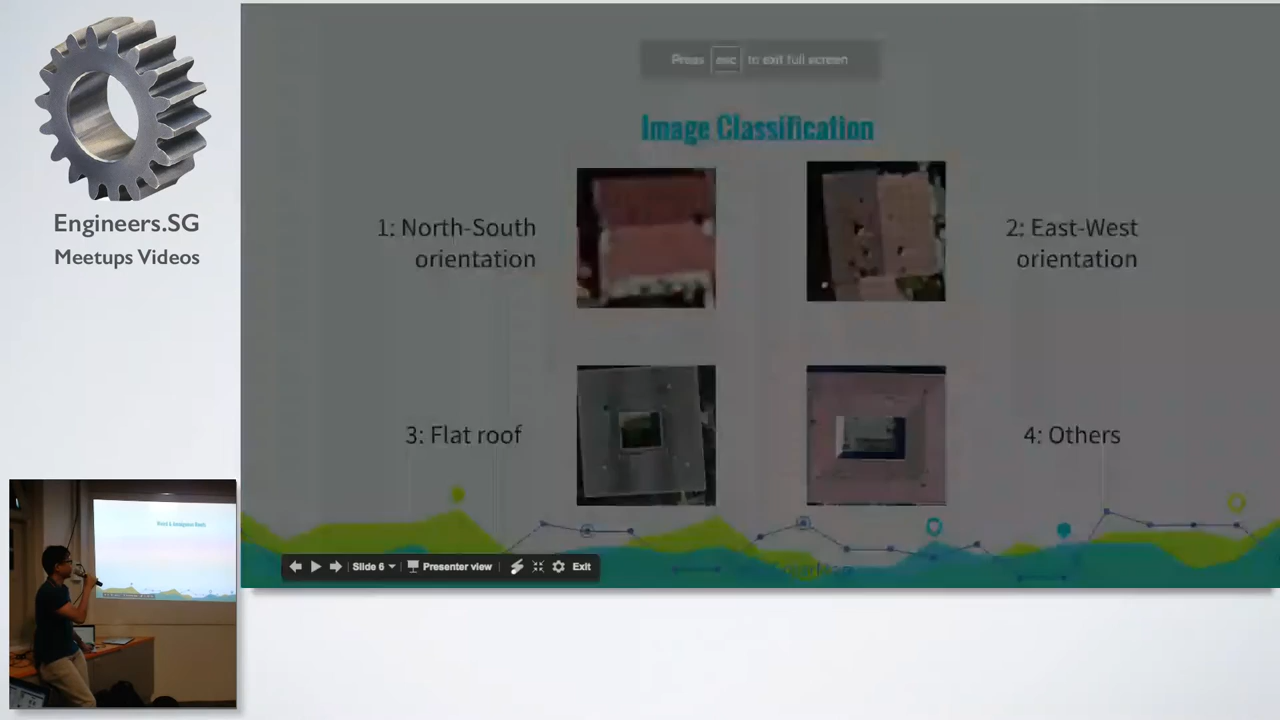 Engineers.SG
Meetups Videos
Press esc to exit full screen
Image Classification
1: North-South
orientation
2: East-West
orientation
3: Flat roof
4: Others
Slide 6
Presenter view
Exit